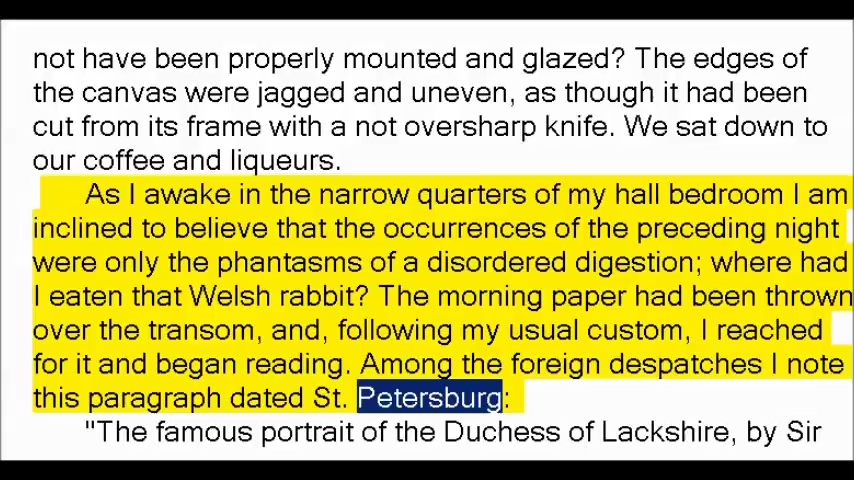 not have been properly mounted and glazed? The edges of
the canvas were jagged and uneven, as though it had been
cut from its frame with a not oversharp knife. We sat down to
our coffee and liqueurs.
As I awake in the narrow quarters of my hall bedroom I am
inclined to believe that the occurrences of the preceding night
were only the phantasms of a disordered digestion; where had
I eaten that Welsh rabbit? The morning paper had been thrown
over the transom, and, following my usual custom, I reached
for it and began reading. Among the foreign despatches I note
this paragraph dated St. Petersburg:
"The famous portrait of the Duchess of Lackshire, by Sir